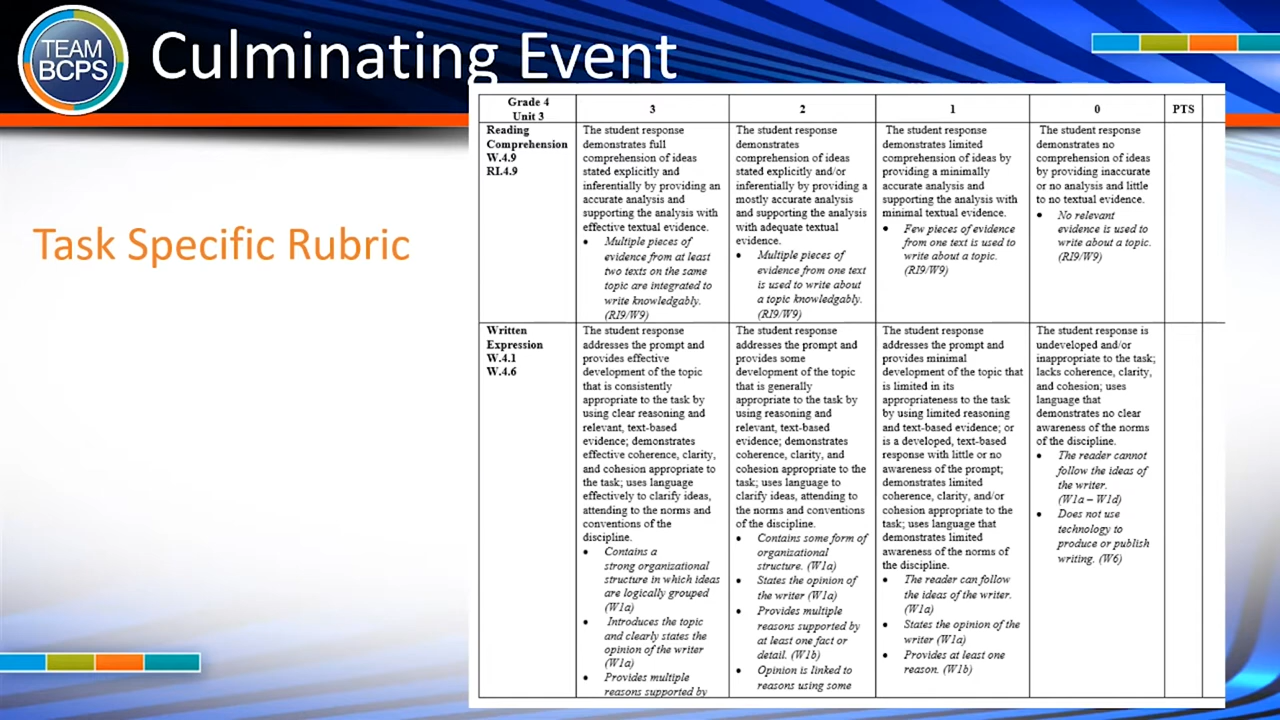 TEAM
BCPS
Culminating Event
Task Specific Rubric
Grade 4
Unit 3
3
2
1
0
PTS
Reading
Comprehension
W.4.9
RI.4.9
The student response
demonstrates full
comprehension of ideas
stated explicitly and
inferentially by providing an
accurate analysis and
supporting the analysis with
effective textual evidence.
• Multiple pieces of
evidence from at least
two texts on the same
topic are integrated to
write knowledgably.
(RI9/W9)
The student response
demonstrates
comprehension of ideas
stated explicitly and/or
inferentially by providing a
mostly accurate analysis
and supporting the analysis
with adequate textual
evidence.
• Multiple pieces of
evidence from one text
is used to write about
a topic knowledgably.
(RI9/W9)
The student response
demonstrates limited
comprehension of ideas by
providing a minimally
accurate analysis and
supporting the analysis with
minimal textual evidence.
• Few pieces of evidence
from one text is used to
write about a topic.
(RI9/W9)
The student response
demonstrates no
comprehension of ideas
by providing inaccurate
or no analysis and little
to no textual evidence.
• No relevant
evidence is used to
write about a topic.
(RI9/W9)
Written
Expression
W.4.1
W.4.6
The student response
addresses the prompt and
provides effective
development of the topic
that is consistently
appropriate to the task by
using clear reasoning and
relevant, text-based
evidence; demonstrates
effective coherence, clarity,
and cohesion appropriate to
the task; uses language
effectively to clarify ideas,
attending to the norms and
conventions of the
discipline.
• Contains a
strong organizational
structure in which ideas
are logically grouped
(W1a)
• Introduces the topic
and clearly states the
opinion of the writer
(W1a)
• Provides multiple
reasons supported by
The student response
addresses the prompt and
provides some
development of the topic
that is generally
appropriate to the task by
using reasoning and
relevant, text-based
evidence; demonstrates
coherence, clarity, and
cohesion appropriate to the
task; uses language to
clarify ideas, attending to
the norms and conventions
of the discipline.
• Contains some form of
organizational
structure. (W1a)
• States the opinion of
the writer (W1a)
• Provides multiple
reasons supported by
at least one fact or
detail. (W1b)
• Opinion is linked to
reasons using some
The student response
addresses the prompt and
provides minimal
development of the topic that
is limited in its
appropriateness to the task
by using limited reasoning
and text-based evidence; or
is a developed, text-based
response with little or no
awareness of the prompt;
demonstrates limited
coherence, clarity, and/or
cohesion appropriate to the
task; uses language that
demonstrates limited
awareness of the norms of
the discipline.
• The reader can follow
the ideas of the writer.
(W1a)
• States the opinion of the
writer (W1a)
• Provides at least one
reason. (W1b)
The student response is
undeveloped and/or
inappropriate to the task;
lacks coherence, clarity,
and cohesion; uses
language that
demonstrates no clear
awareness of the norms
of the discipline.
• The reader cannot
follow the ideas of
the writer.
(W1a – W1d)
• Does not use
technology to
produce or publish
writing. (W6)